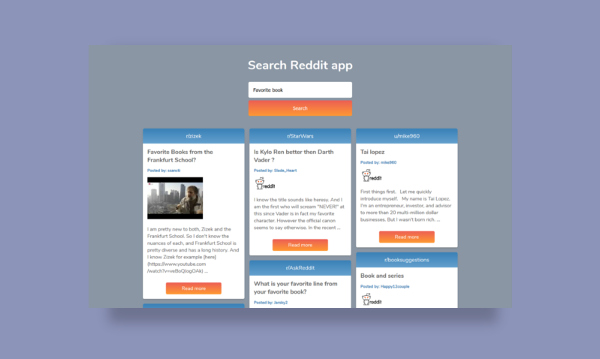 Search Reddit app
Favorite book
Search
r/zizek
Favorite Books from the
Frankfurt School?
Posted by: zaxnclt
I am pretty new to both, Zizek and
the Frankfurt School. So I don't know the
nuances of each, and Frankfurt School is
pretty diverse and has a long history. And
I know Zizek for example [here]
(https://www.youtube.com
...
Read more
r/StarWars
is Kylo Ren better then Darth
Vader ?
Posted by: Blade_Heart
reddit
I know the title sounds like heresy. And I
am the first who will scream "NEVER!" at
this since Vader is in fact my favorite
character. However the official canon
seems to say otherwise. In the recent ...
Read more
r/AskReddit
What is your favorite line from
your favorite book?
Posted by:
u/mike960
Tai lopez
Posted by: mike960
reddit
First things first. Let me quickly
introduce myself. My name is Tai Lopez.
I'm an entrepreneur, investor, and advisor
to more than 20 multi-million dollar
businesses. But I wasn't born rich. ...
Read more
r/booksuggestions
Book and series
Posted by: Happy12couple
reddit